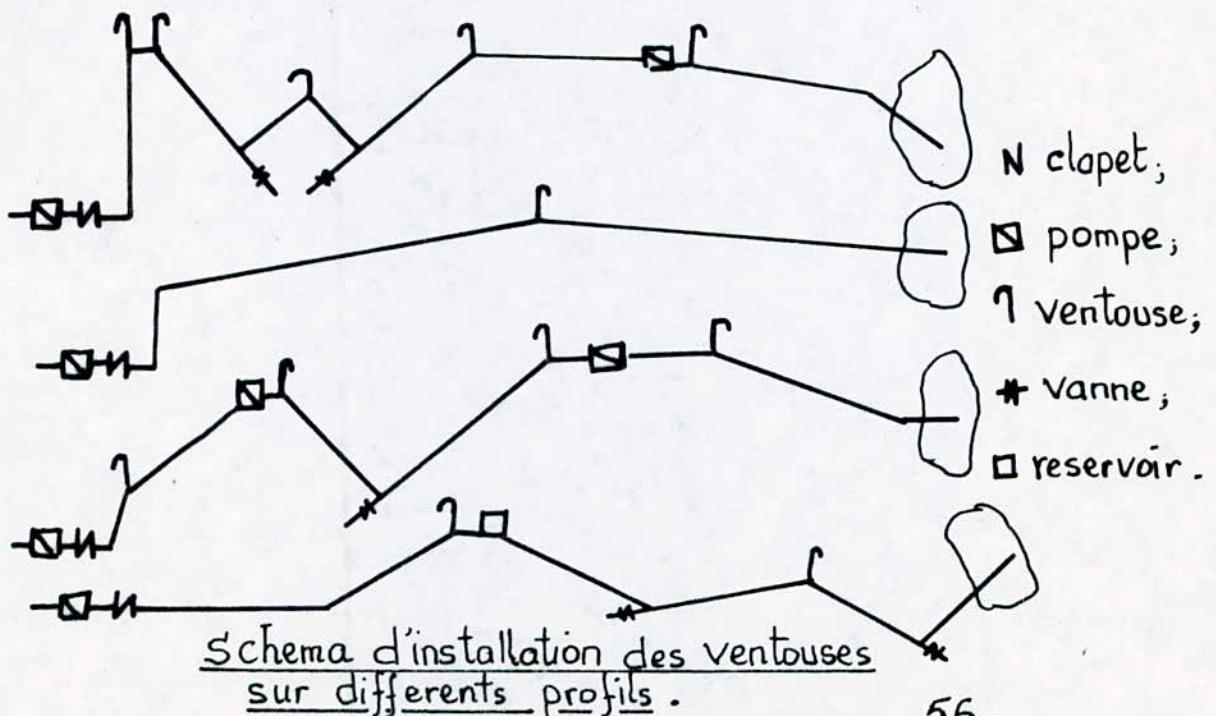 N clapet;
pompe;
ventouse;
vanne;
reservoir.
Schema d'installation des ventouses
sur differents profils.
56